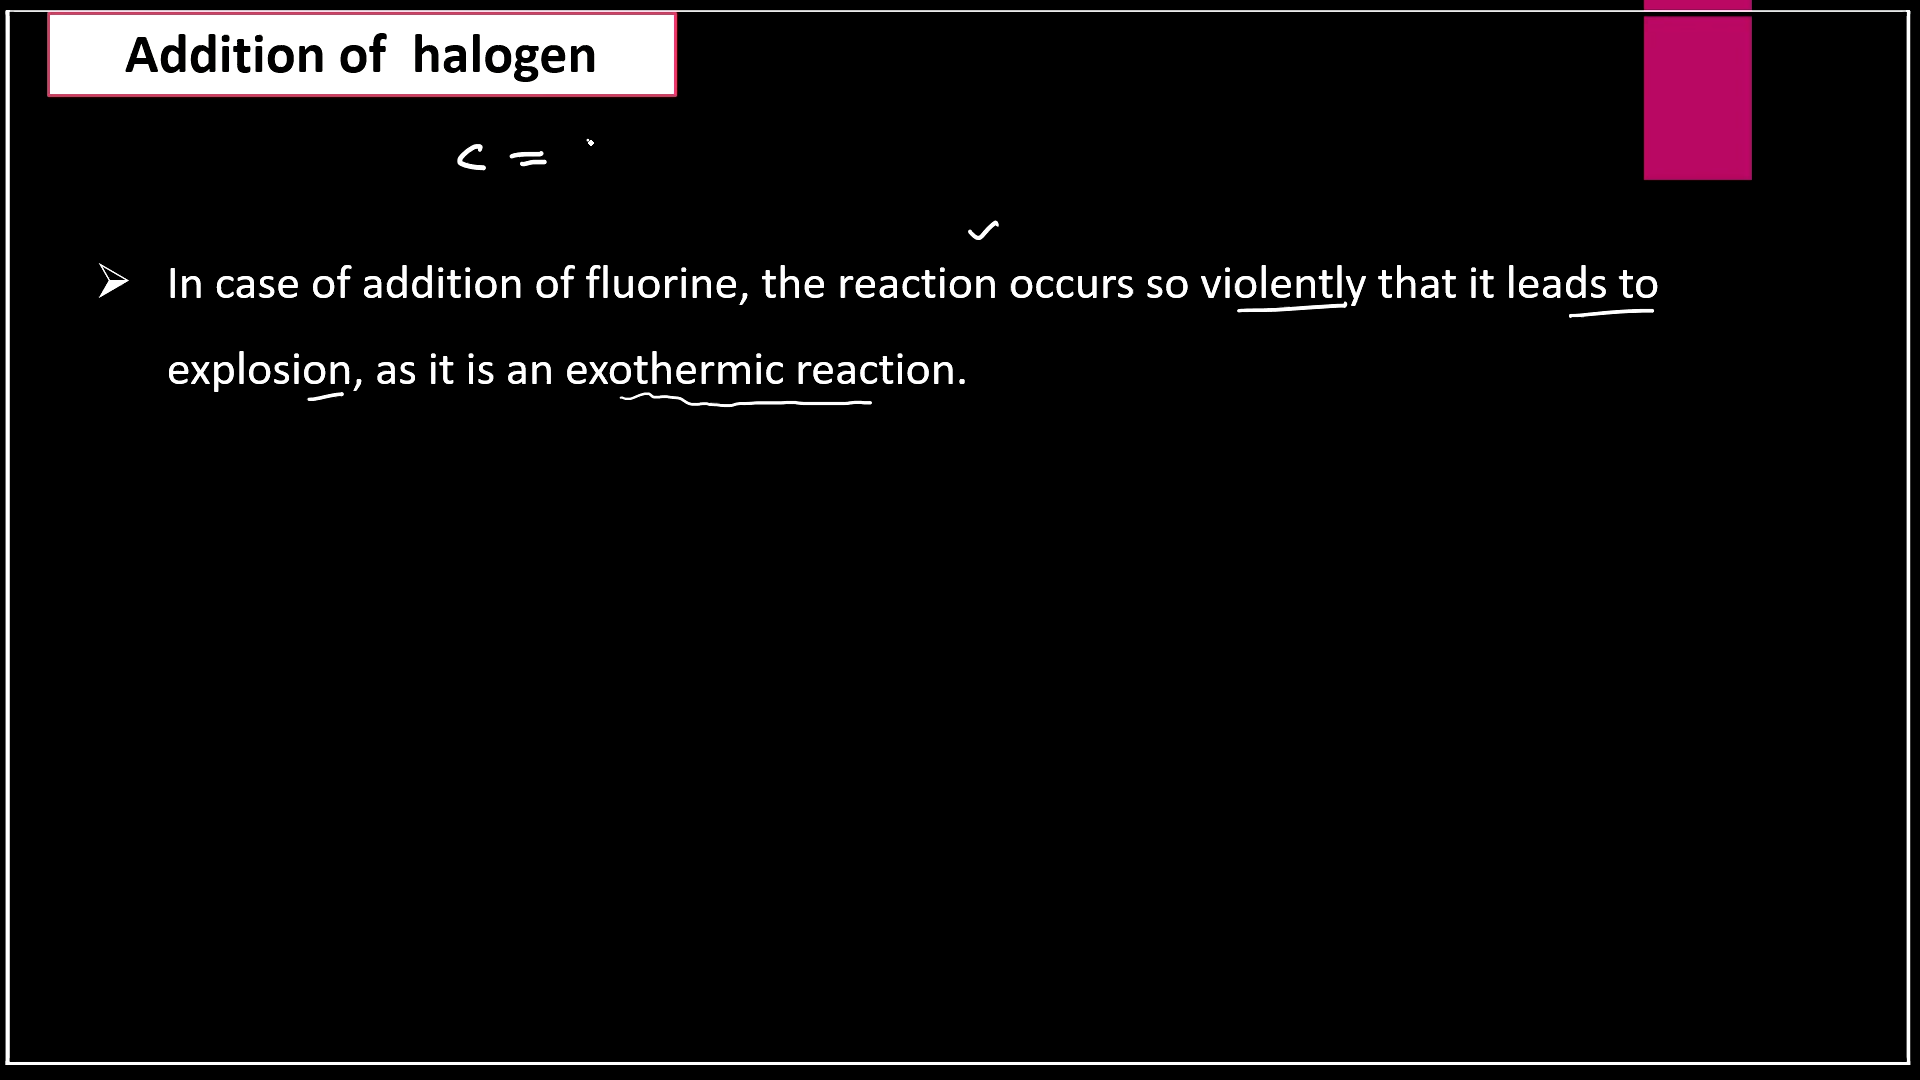 Addition of halogen
c =
In case of addition of fluorine, the reaction occurs so violently that it leads to
explosion, as it is an exothermic reaction.